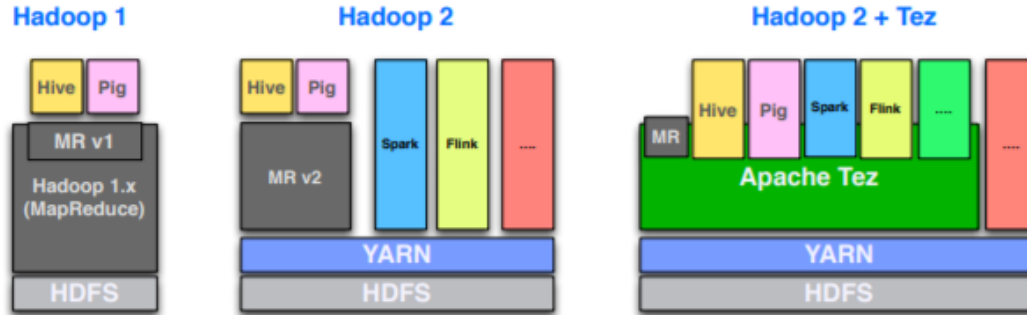 Hadoop 1
Hive Pig
MR v1
Hadoop 1.x
(MapReduce)
HDFS
Hadoop 2
Hive Pig
MR v2
Spark
Flink
....
YARN
HDFS
Hadoop 2 + Tez
MR
Hive
Pig
Spark
Flink
....
....
Apache Tez
YARN
HDFS